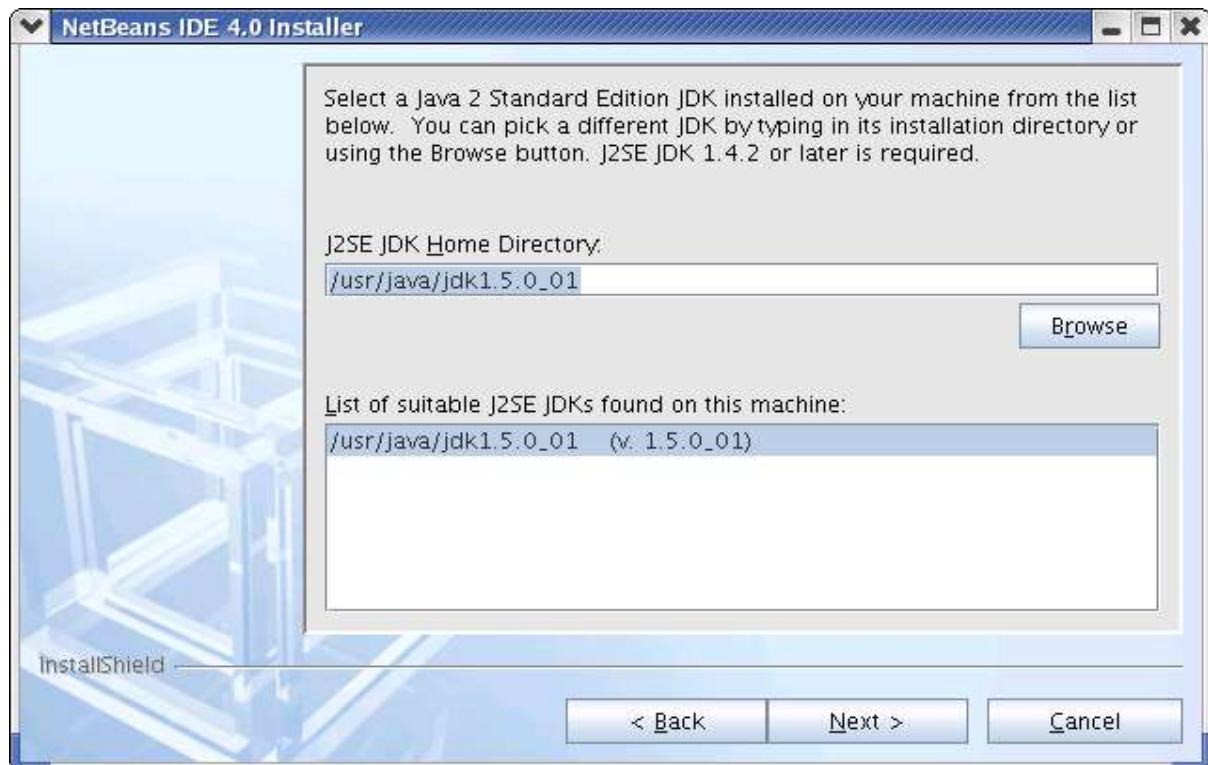 NetBeans IDE 4.0 Installer
Select a Java 2 Standard Edition JDK installed on your machine from the list
below. You can pick a different JDK by typing in its installation directory or
using the Browse button. J2SE JDK 1.4.2 or later is required.
J2SE JDK Home Directory:
/usr/java/jdk1.5.0_01
Browse
List of suitable J2SE JDKs found on this machine:
/usr/java/jdk1.5.0_01 (v. 1.5.0_01)
InstallShield
< Back
Next >
Cancel